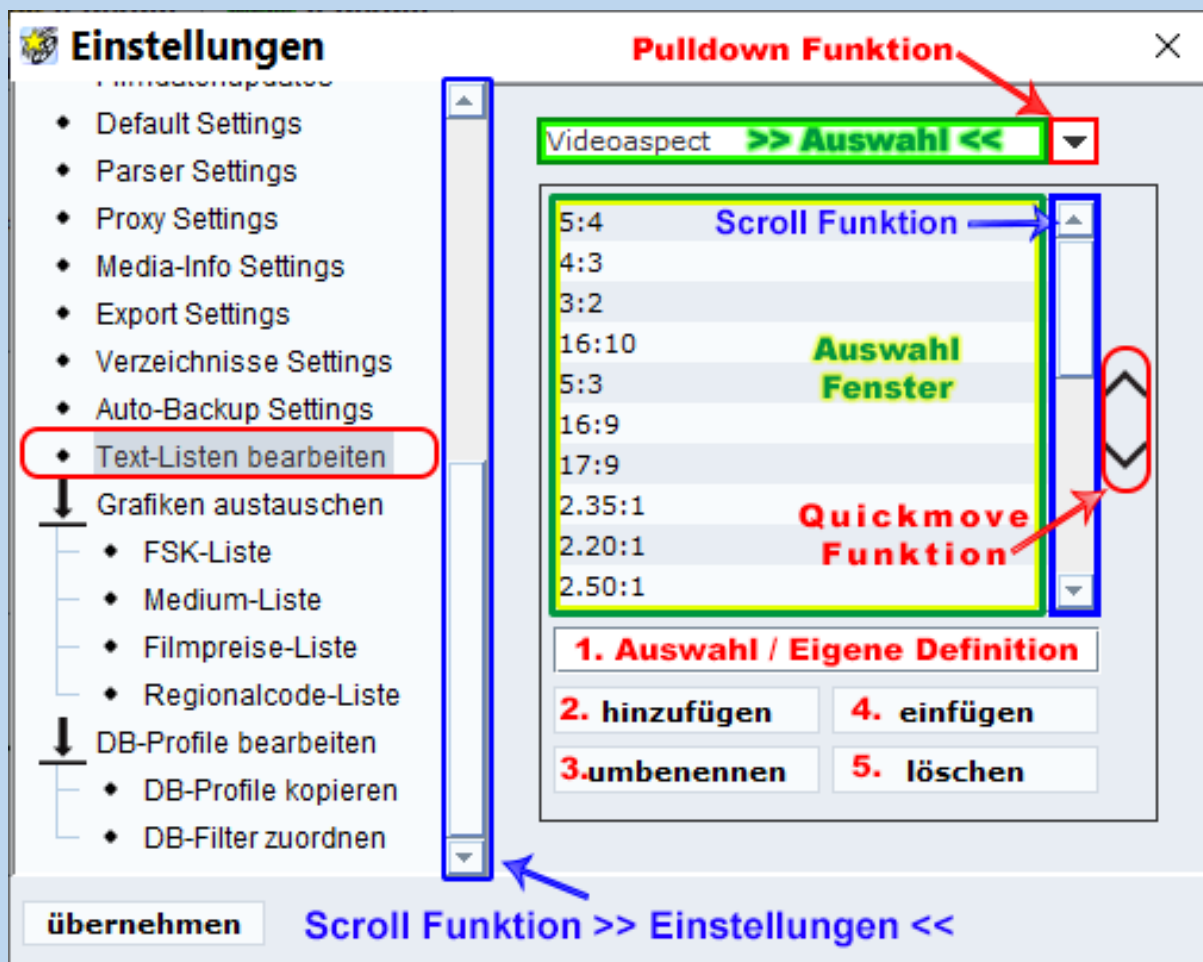 Einstellungen
Pulldown Funktion
Default Settings
Parser Settings
Proxy Settings
Media-Info Settings
Export Settings
Verzeichnisse Settings
Auto-Backup Settings
Text-Listen bearbeiten
Grafiken austauschen
FSK-Liste
Medium-Liste
Filmpreise-Liste
Regionalcode-Liste
DB-Profile bearbeiten
DB-Profile kopieren
DB-Filter zuordnen
Videoaspect >> Auswahl <<
5:4
Scroll Funktion
4:3
3:2
16:10
Auswahl
Fenster
5:3
16:9
17:9
2.35:1
Quickmove
Funktion
2.20:1
2.50:1
1. Auswahl / Eigene Definition
2. hinzufügen
4. einfügen
3. umbenennen
5. löschen
übernehmen
Scroll Funktion >> Einstellungen <<